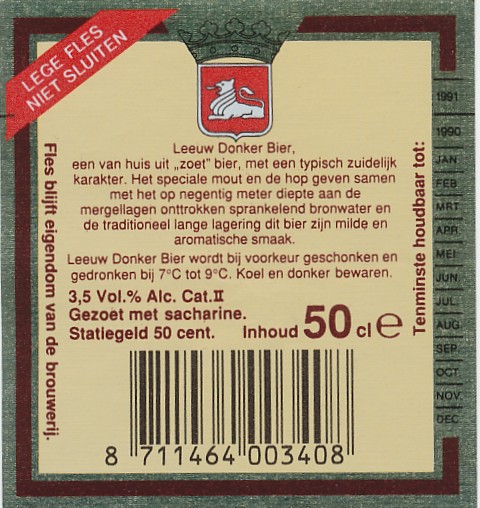 LEGE FLES
NIET SLUITEN
Leeuw Donker Bier,
een van huis uit „zoet” bier, met een typisch zuidelijk
karakter. Het speciale mout en de hop geven samen
met het op negentig meter diepte aan de
mergellagen onttrokken sprankelend bronwater en
de traditioneel lange lagering dit bier zijn milde en
aromatische smaak.
Leeuw Donker Bier wordt bij voorkeur geschonken en
gedronken bij 7°C tot 9°C. Koel en donker bewaren.
3,5 Vol.% Alc. Cat.II
Gezoet met sacharine.
Statiegeld 50 cent. Inhoud 50 cl e
8 711464 003408
Fles blijft eigendom van de brouwerij.
Tenminste houdbaar tot:
1991
1990
JAN
FEB
MRT
APR
MEI
JUN.
JUL.
AUG.
SEP.
OCT.
NOV.
DEC.